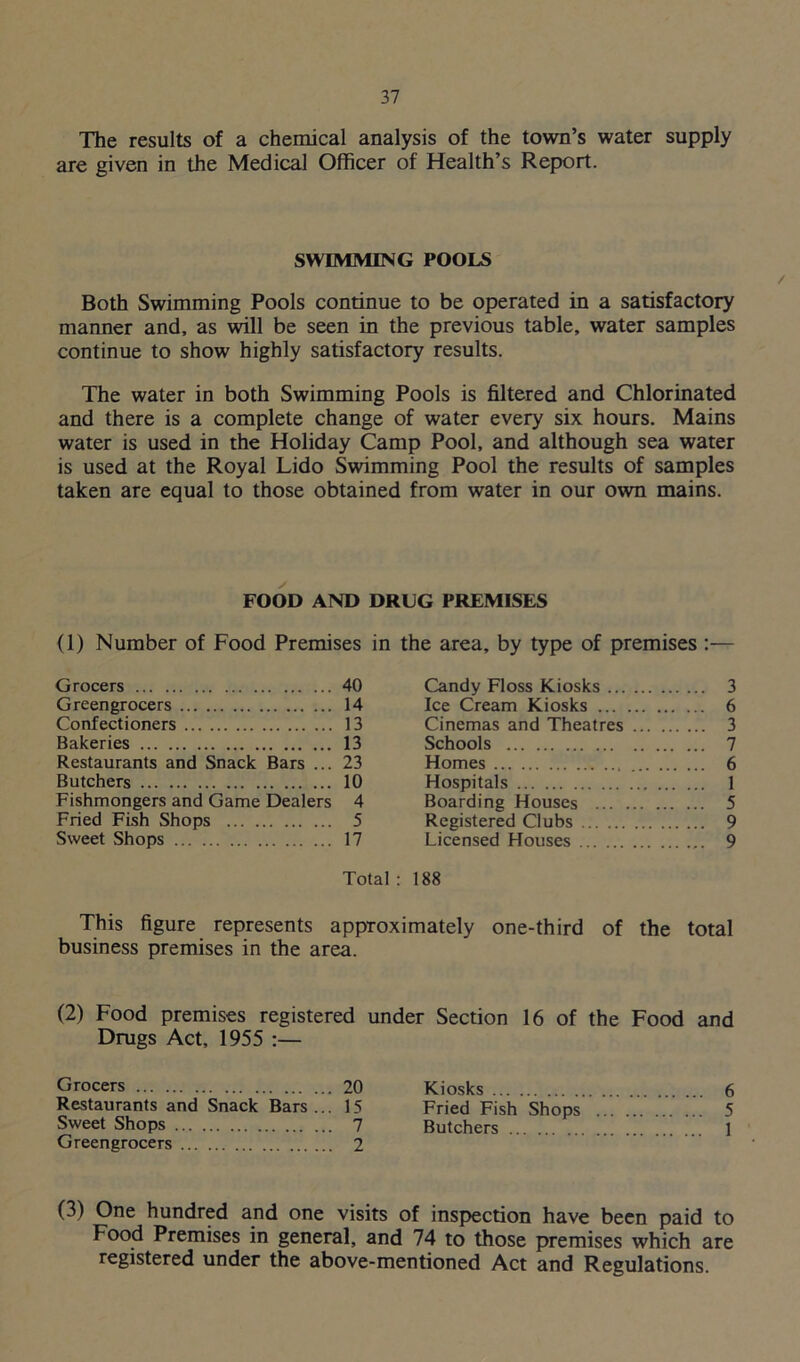 37
The results of a chemical analysis of the town's water supply
are given in the Medical Officer of Health's Report.
SWIMMING POOLS
Both Swimming Pools continue to be operated in a satisfactory
manner and, as will be seen in the previous table, water samples
continue to show highly satisfactory results.
The water in both Swimming Pools is filtered and Chlorinated
and there is a complete change of water every six hours. Mains
water is used in the Holiday Camp Pool, and although sea water
is used at the Royal Lido Swimming Pool the results of samples
taken are equal to those obtained from water in our own mains.
FOOD AND DRUG PREMISES
(1) Number of Food Premises in the area, by type of premises :—
Grocers ... ... ... ... ... ... ... 40
Greengrocers ... ... ... ... ... ... 14
Confectioners ... ... ... ... ... ... 13
Bakeries ... ... ... ... ... ... ... 13
Restaurants and Snack Bars ... 23
Butchers ... ... ... ... ... ... ... 10
Fishmongers and Game Dealers 4
Fried Fish Shops ... ... ... ... 5
Sweet Shops ... ... ... ... ... ... 17
Candy Floss Kiosks ... ... ... ... 3
Ice Cream Kiosks ... ... ... ... 6
Cinemas and Theatres ... ... ... 3
Schools ... ... ... ... ... ... ... 7
Homes ... ... ... ... ... ... ... ... 6
Hospitals ... ... ... ... ... ... ... 1
Boarding Houses ... ... ... ... 5
Registered Clubs ... ... ... ... ... 9
Licensed Houses ... ... ... ... ... 9
Total : 188
This figure represents approximately one-third of the total
business premises in the area.
(2) Food premises registered under Section 16 of the Food and
Drugs Act, 1955 :—
Grocers ... ... ... ... ... ... ... 20
Restaurants and Snack Bars ... 15
Sweet Shops ... ... ... ... ... ... 7
Greengrocers ... ... ... ... ... ... 2
Kiosks ... ... ... ... ... ... ... ... 6
Fried Fish Shops ... ... ... ... ... 5
Butchers ... ... ... ... ... ... ... 1
(3) One hundred and one visits of inspection have been paid to
Food Premises in general, and 74 to those premises which are
registered under the above-mentioned Act and Regulations.